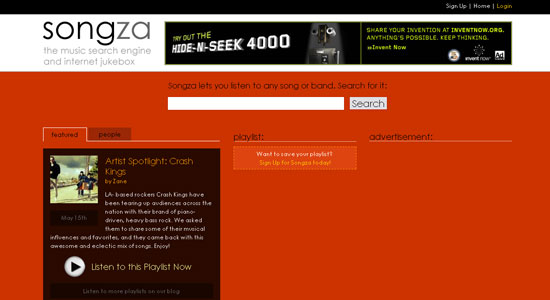 Sign Up | Home | Login
songza
the music search engine
and internet jukebox
TRY OUT THE
HIDE-N-SEEK 4000
SHARE YOUR INVENTION AT INVENTNOW.ORG.
ANYTHING'S POSSIBLE. KEEP THINKING.
Invent Now
invent now
Ad
Songza lets you listen to any song or band. Search for it:
Search
featured
people
playlist:
advertisement:
Want to save your playlist?
Sign Up for Songza today!
Artist Spotlight: Crash
Kings
by Zane
May 15th
LA- based rockers Crash Kings have
been tearing up audiences across the
nation with their brand of piano-
driven, heavy bass rock. We asked
them to share some of their musical
influences and favorites, and they came back with this
awesome and eclectic mix of songs. Enjoy!
Listen to this Playlist Now
Listen to more playlists on our blog